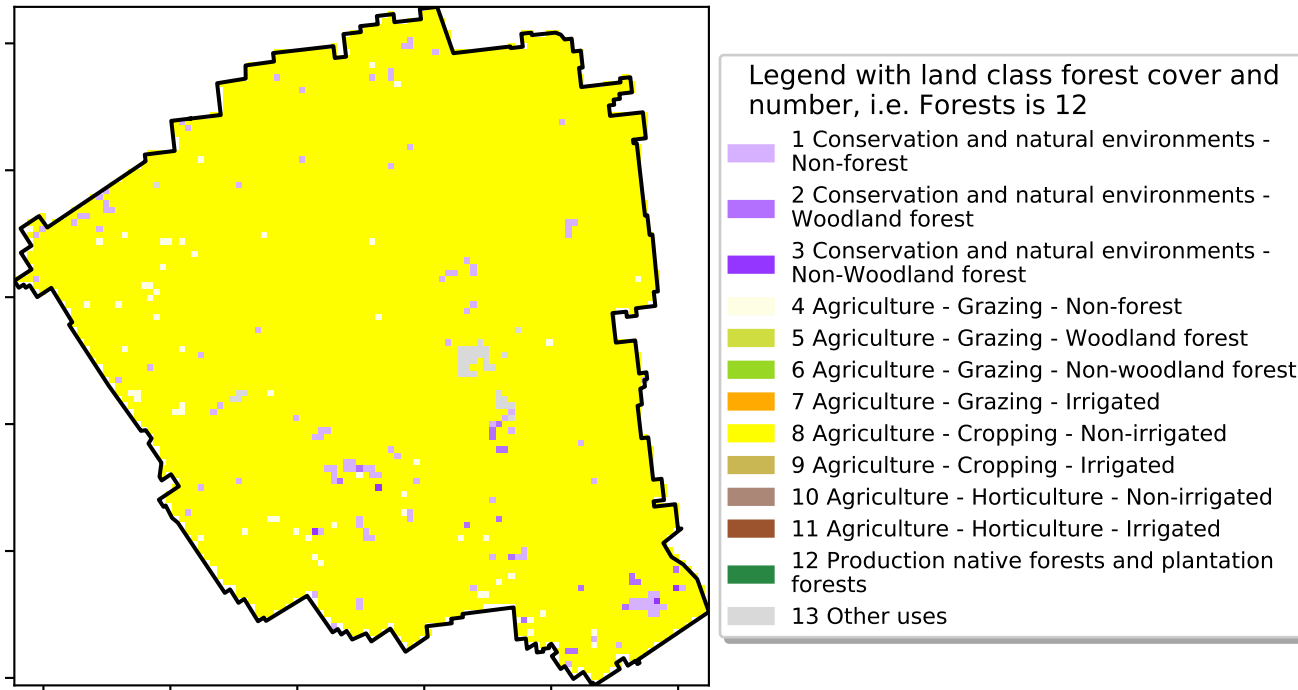 Legend with land class forest cover and
number, i.e. Forests is 12
1 Conservation and natural environments -
Non-forest
2 Conservation and natural environments -
Woodland forest
3 Conservation and natural environments -
Non-Woodland forest
4 Agriculture - Grazing - Non-forest
5 Agriculture - Grazing - Woodland forest
6 Agriculture - Grazing - Non-woodland forest
7 Agriculture - Grazing - Irrigated
8 Agriculture - Cropping - Non-irrigated
9 Agriculture - Cropping - Irrigated
10 Agriculture - Horticulture - Non-irrigated
11 Agriculture - Horticulture - Irrigated
12 Production native forests and plantation
forests
13 Other uses